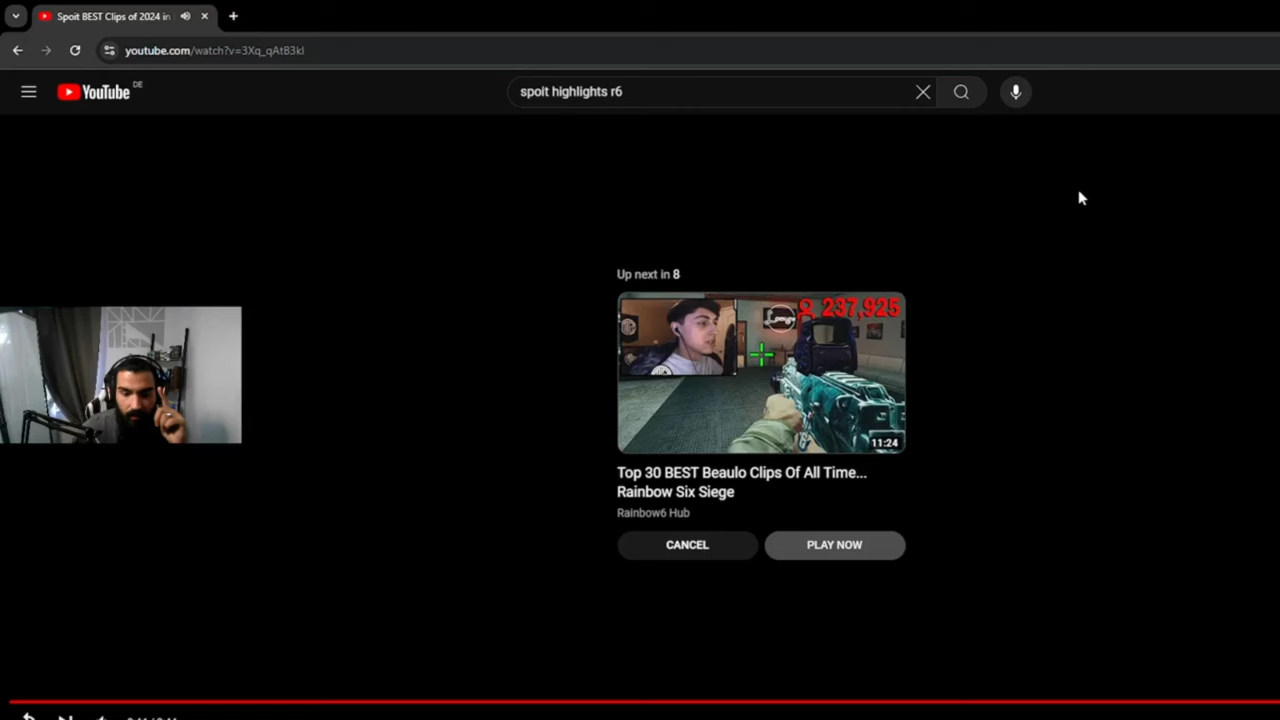 Spoit BEST Clips of 2024 in
youtube.com/watch?v=3Xq_qAtB3kI
YouTube DE
spoit highlights r6
Up next in 8
237,925
11:24
Top 30 BEST Beaulo Clips Of All Time...
Rainbow Six Siege
Rainbow6 Hub
CANCEL
PLAY NOW